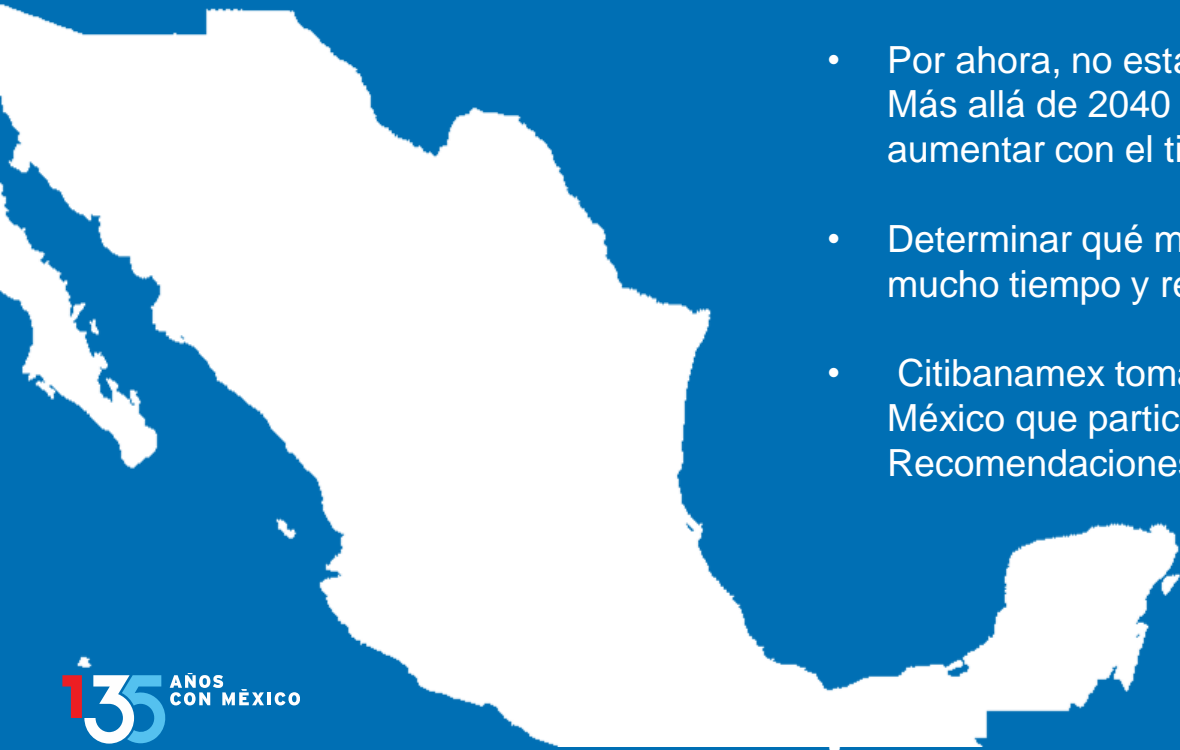 • Por ahora, no está
Más allá de 2040
aumentar con el ti
• Determinar qué m
mucho tiempo y re
• Citibanamex toma
México que partic
Recomendaciones
135 AÑOS
CON MÉXICO